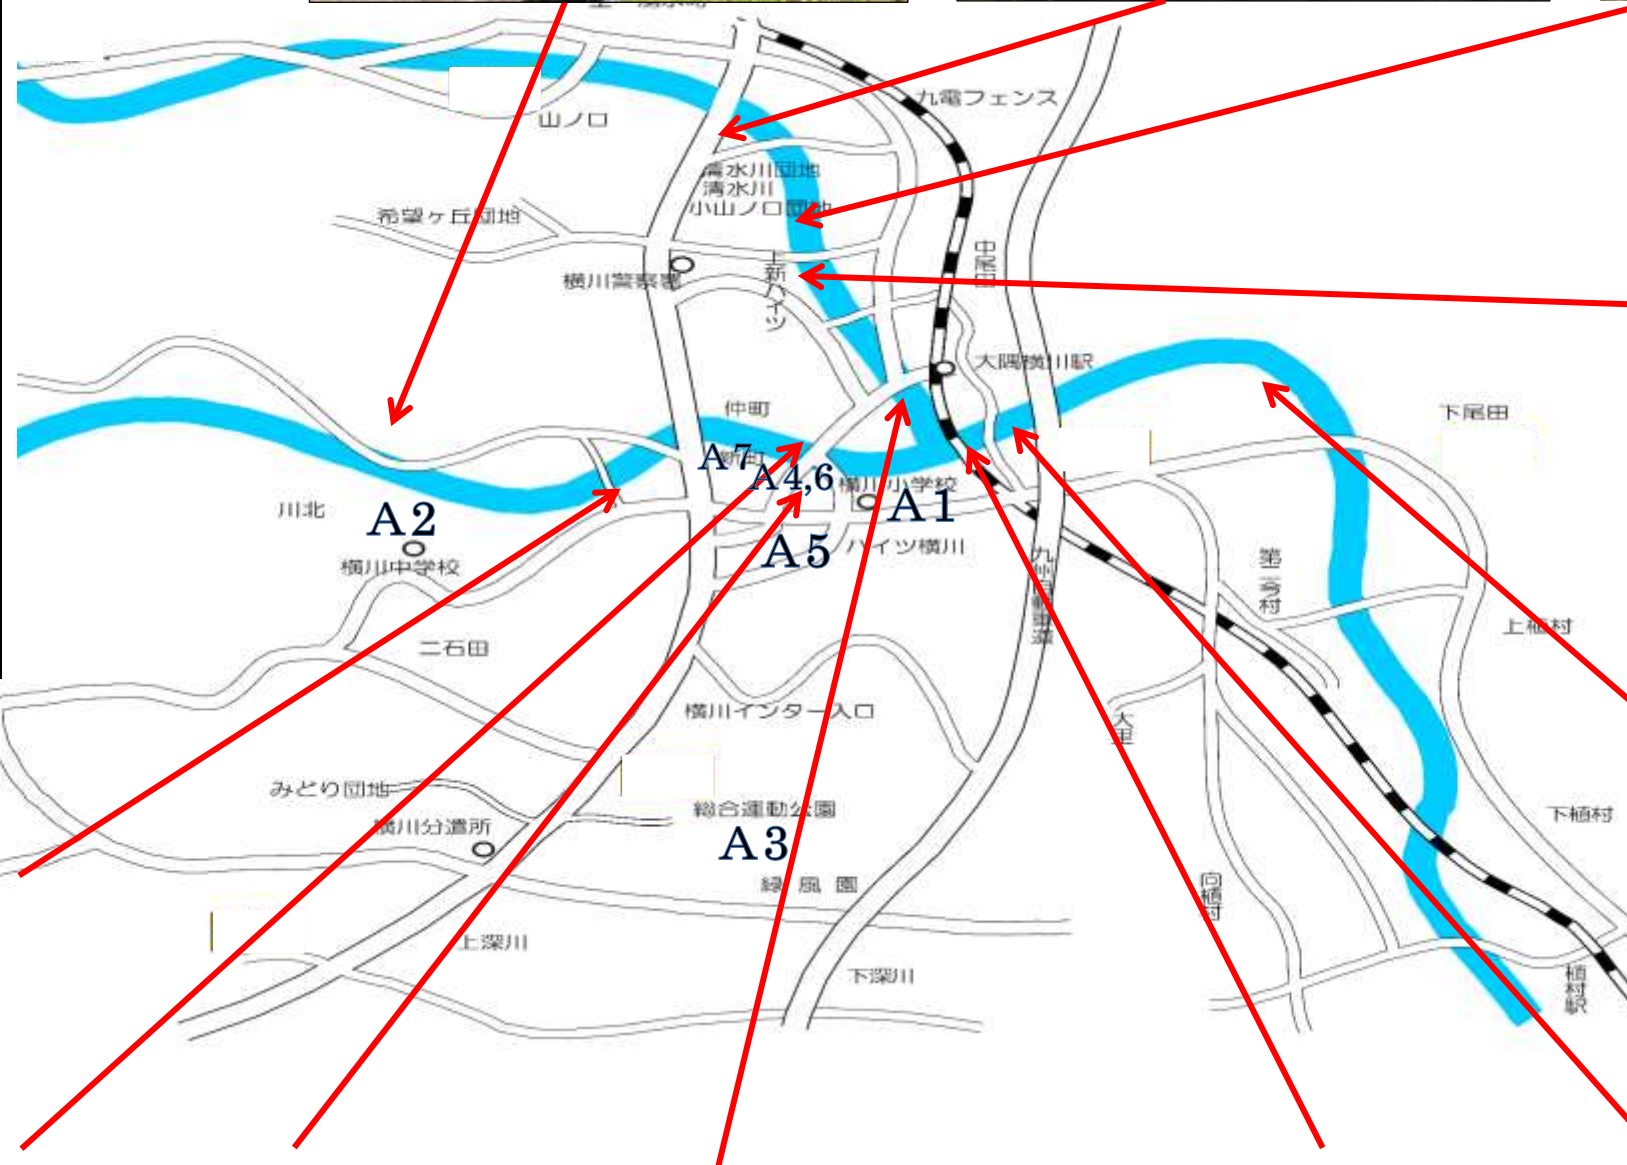 九電フェンス
山ノ口
清水川団地
清水川
小山ノ口団地
希望ヶ丘団地
中尾田
上新ハイツ
横川警察署
大隅横川駅
仲町
下尾田
A7
新町
A4,6
横川小学校
A1
川北
A2
A5
ハイツ横川
横川中学校
九州自動車道
第二今村
上植村
二石田
横川インター入口
大里
みどり団地
総合運動公園
下植村
横川分遣所
A3
緑風園
向植村
上深川
下深川
植村駅